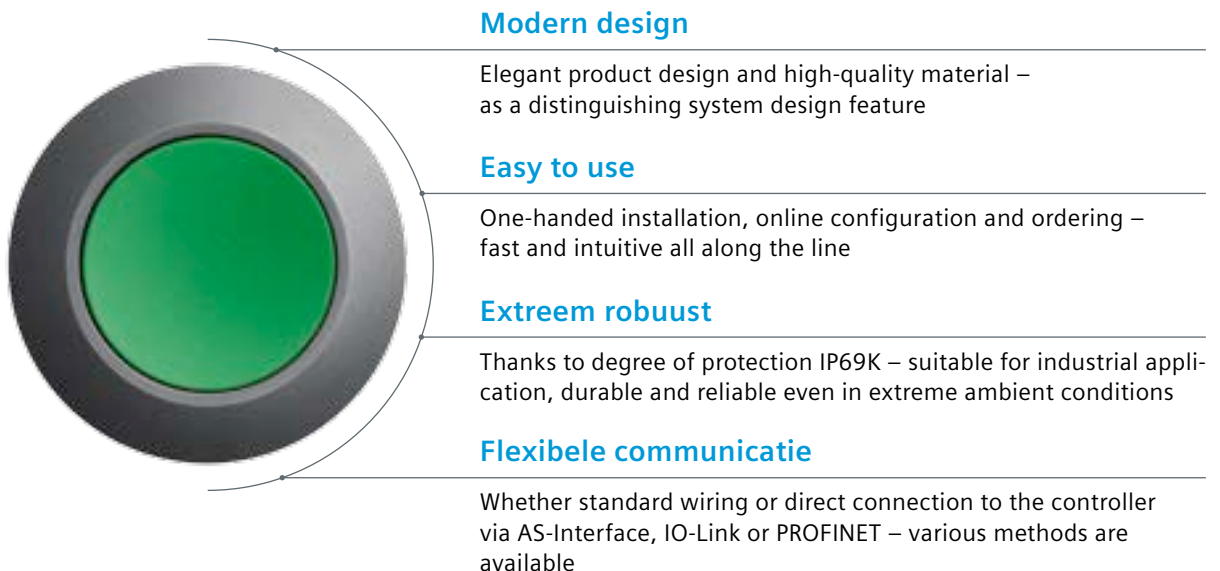 Modern design
Elegant product design and high-quality material –
as a distinguishing system design feature
Easy to use
One-handed installation, online configuration and ordering –
fast and intuitive all along the line
Extreem robuust
Thanks to degree of protection IP69K – suitable for industrial appli-
cation, durable and reliable even in extreme ambient conditions
Flexibele communicatie
Whether standard wiring or direct connection to the controller
via AS-Interface, IO-Link or PROFINET – various methods are
available